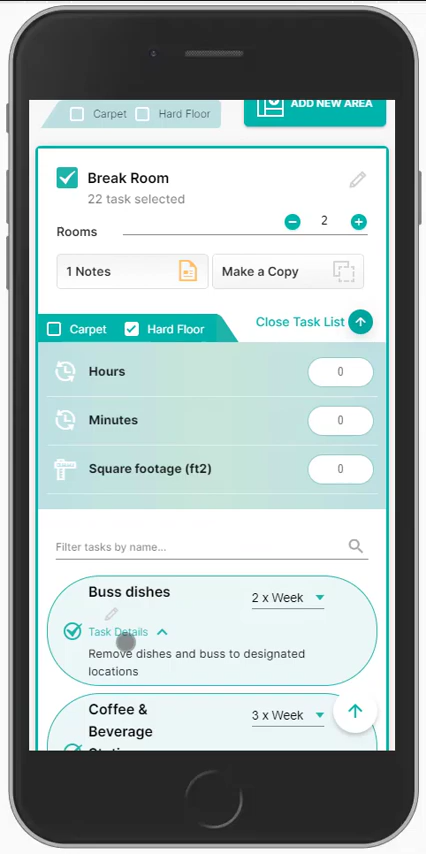 Carpet Hard Floor
ADD NEW AREA
Break Room
22 task selected
Rooms
2
1 Notes
Make a Copy
Carpet Hard Floor
Close Task List
Hours 0
Minutes 0
Square footage (ft2) 0
Filter tasks by name...
Buss dishes
2 x Week
Task Details
Remove dishes and buss to designated
locations
Coffee &
Beverage
3 x Week